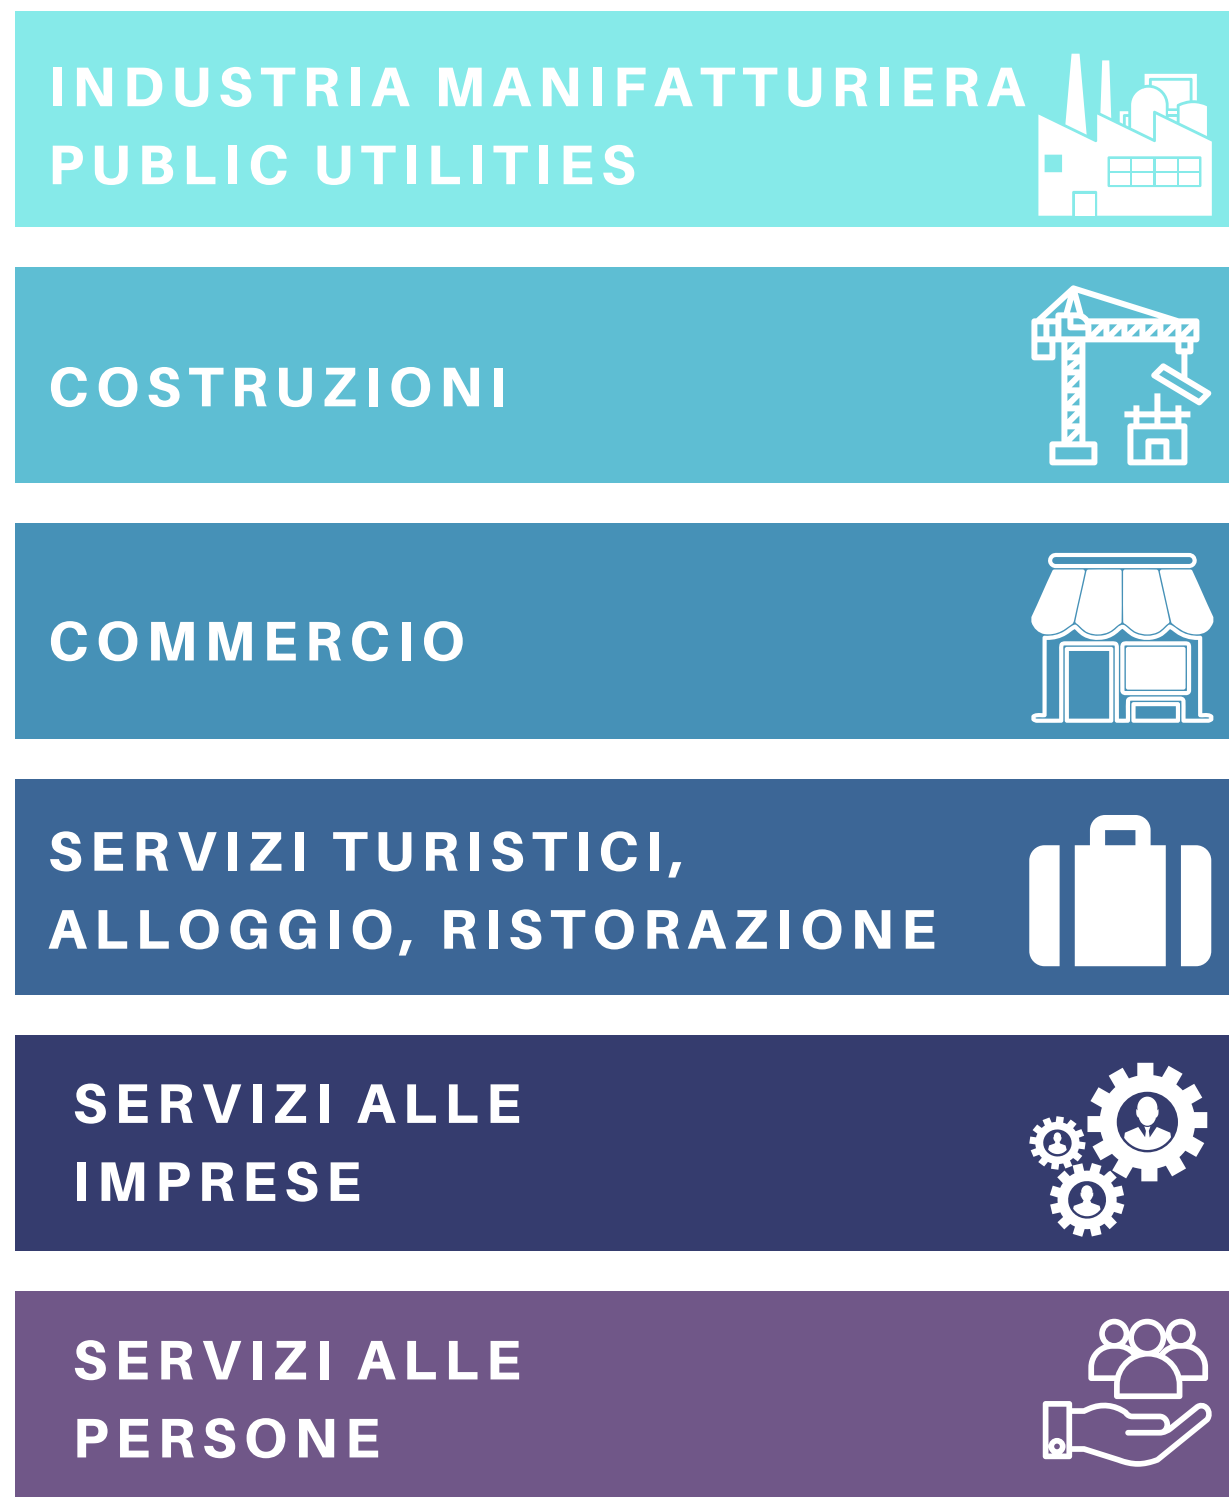 INDUSTRIA MANIFATTURIERA
PUBLIC UTILITIES
COSTRUZIONI
COMMERCIO
SERVIZI TURISTICI,
ALLOGGIO, RISTORAZIONE
SERVIZI ALLE
IMPRESE
SERVIZI ALLE
PERSONE